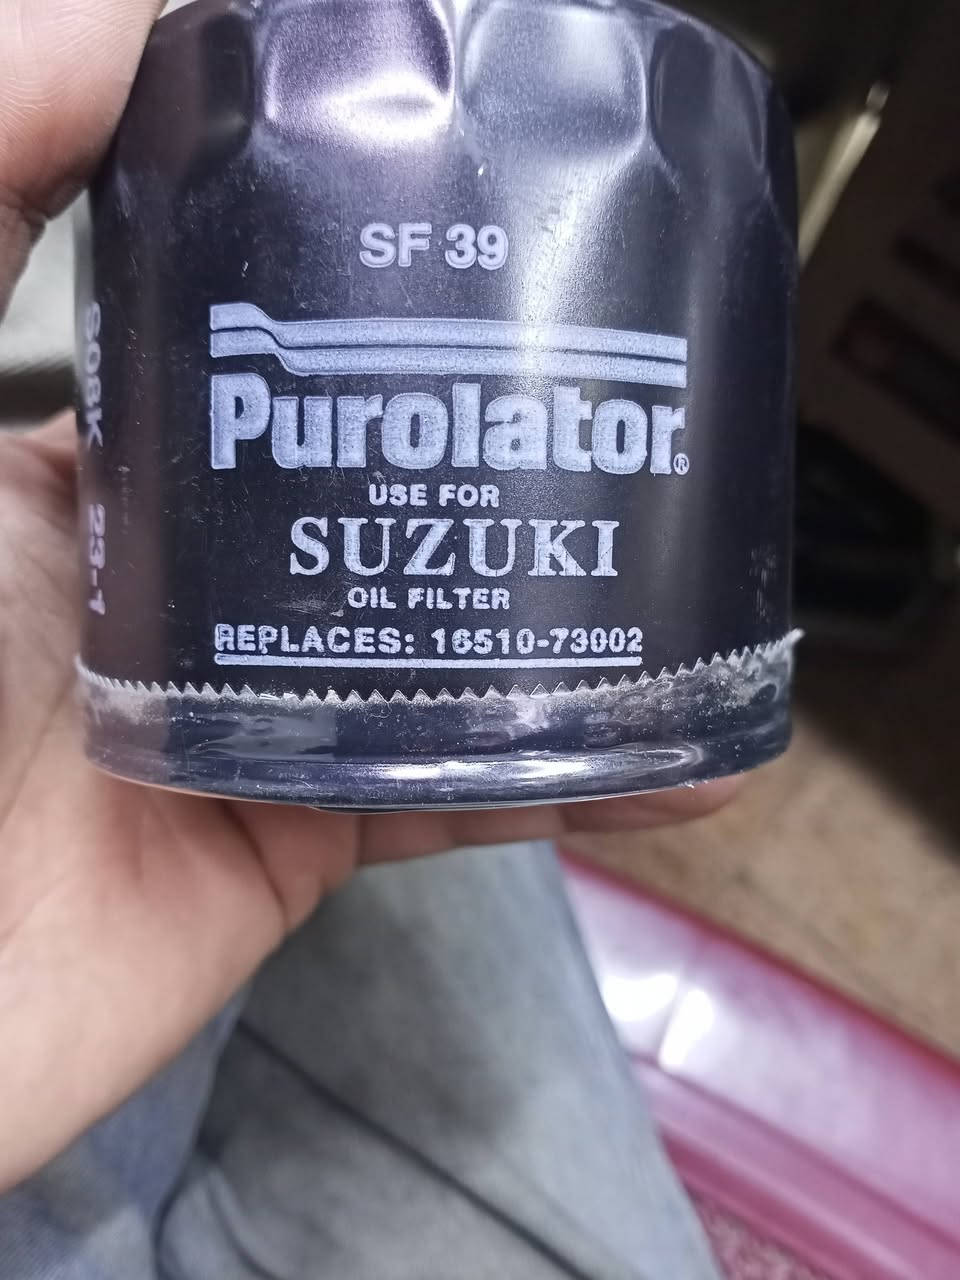 SF 39
Purolator®
USE FOR
SUZUKI
OIL FILTER
REPLACES: 16510-73002
S08K 23-1